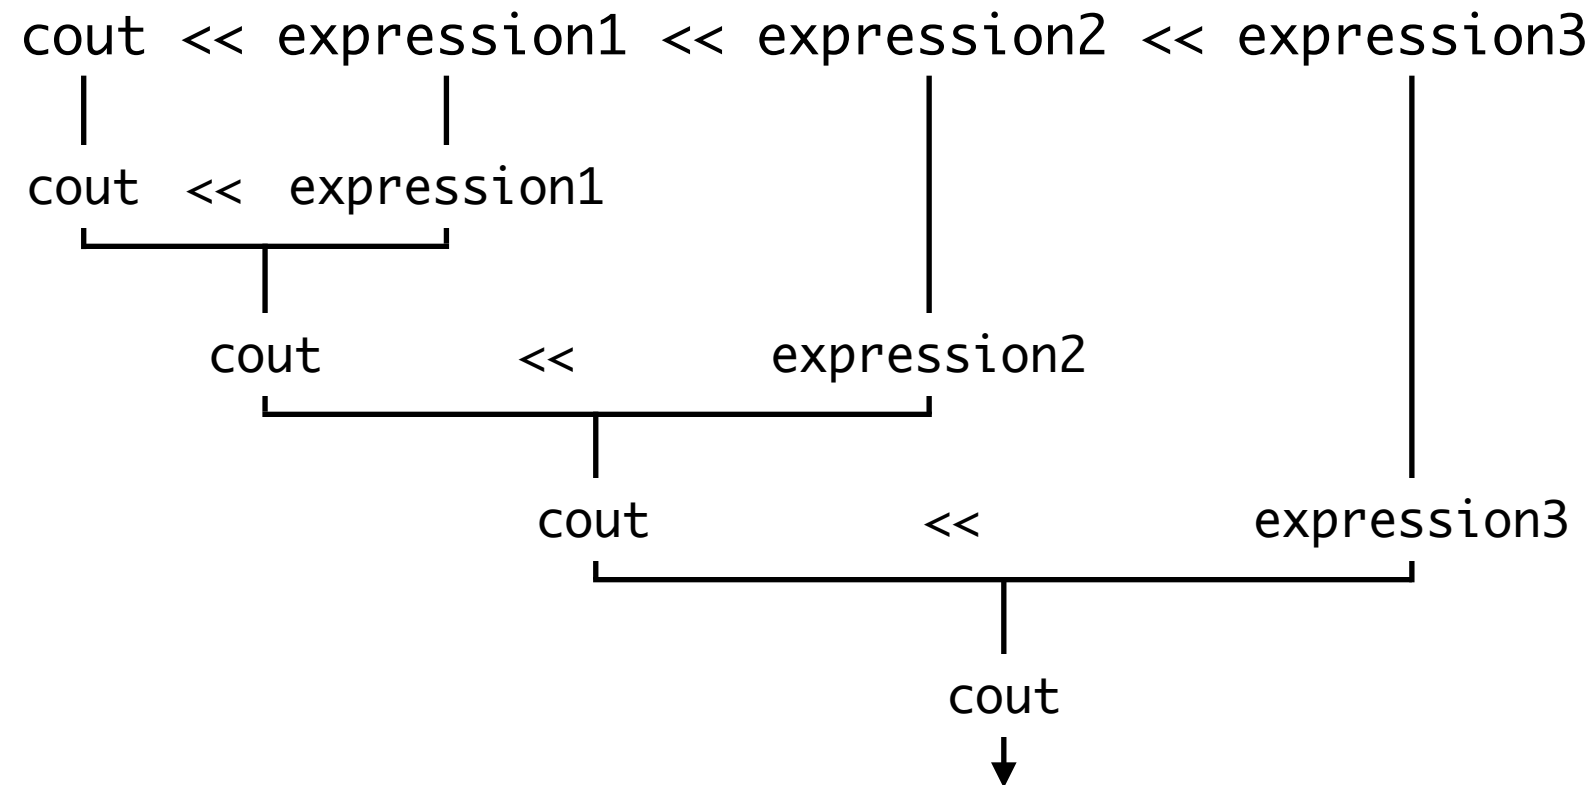 cout << expression1 << expression2 << expression3
cout << expression1
cout << expression2
cout << expression3
cout